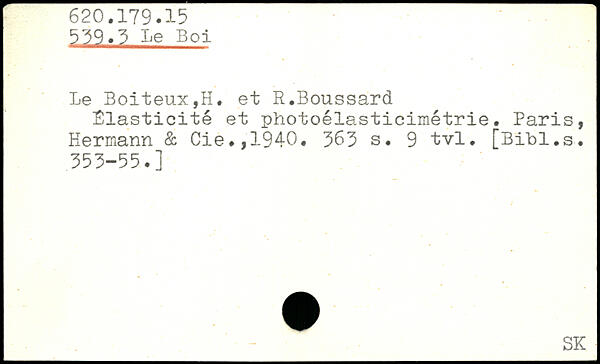 620.179.15
539.3 Le Boi
Le Boiteux,H. et R.Boussard
Élasticité et photoélasticimétrie. Paris,
Hermann & Cie.,1940. 363 s. 9 tvl. [Bibl.s.
353-55.]
SK